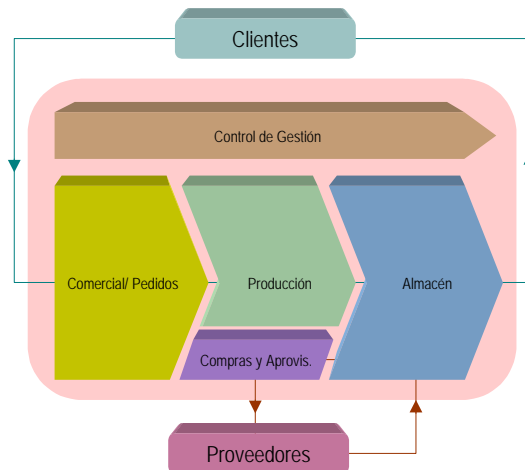 Clientes
Control de Gestión
Comercial/ Pedidos
Producción
Almacén
Compras y Aprovis.
Proveedores